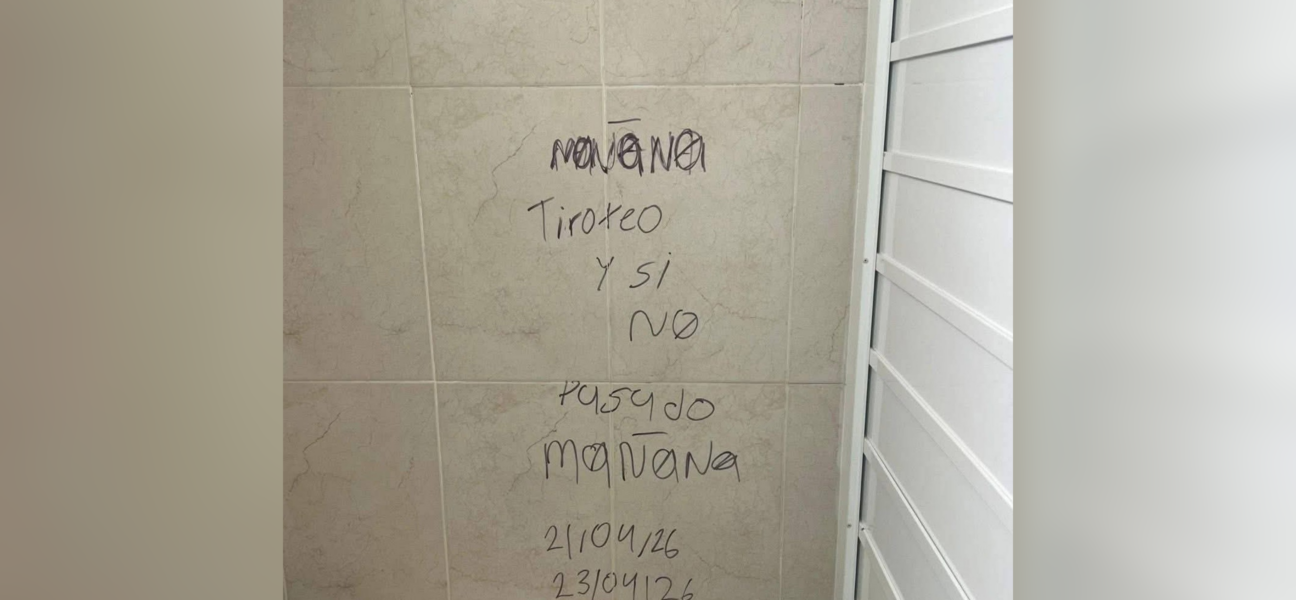 MAÑANA
Tiroteo
Y Si
NO
Pasado
MAÑANA
21/04/26
23/04/26